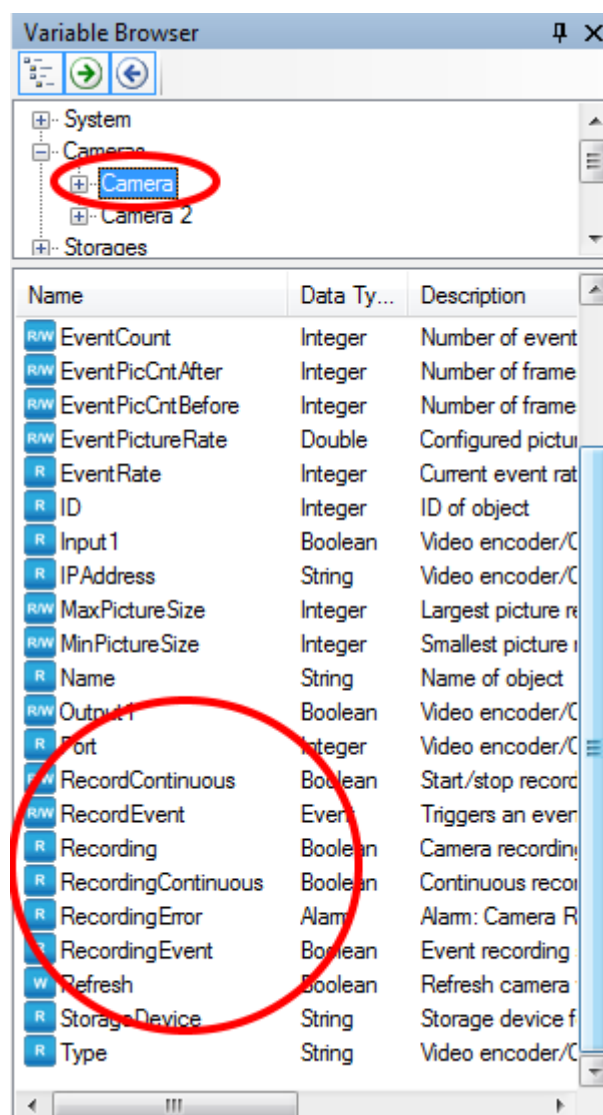 Variable Browser
System
Cameras
Camera
Camera 2
Storages
Name Data Ty... Description
R/W EventCount Integer Number of event
R/W EventPicCntAfter Integer Number of frame
R/W EventPicCntBefore Integer Number of frame
R/W EventPictureRate Double Configured pictur
R EventRate Integer Current event rat
R ID Integer ID of object
R Input1 Boolean Video encoder/C
R IPAddress String Video encoder/C
R/W MaxPictureSize Integer Largest picture re
R/W MinPictureSize Integer Smallest picture
R Name String Name of object
R/W Output1 Boolean Video encoder/C
R Port Integer Video encoder/C
R/W RecordContinuous Boolean Start/stop record
R/W RecordEvent Event Triggers an even
R Recording Boolean Camera recording
R RecordingContinuous Boolean Continuous recor
R RecordingError Alarm Alarm: Camera R
R RecordingEvent Boolean Event recording
W Refresh Boolean Refresh camera
R StorageDevice String Storage device f
R Type String Video encoder/C